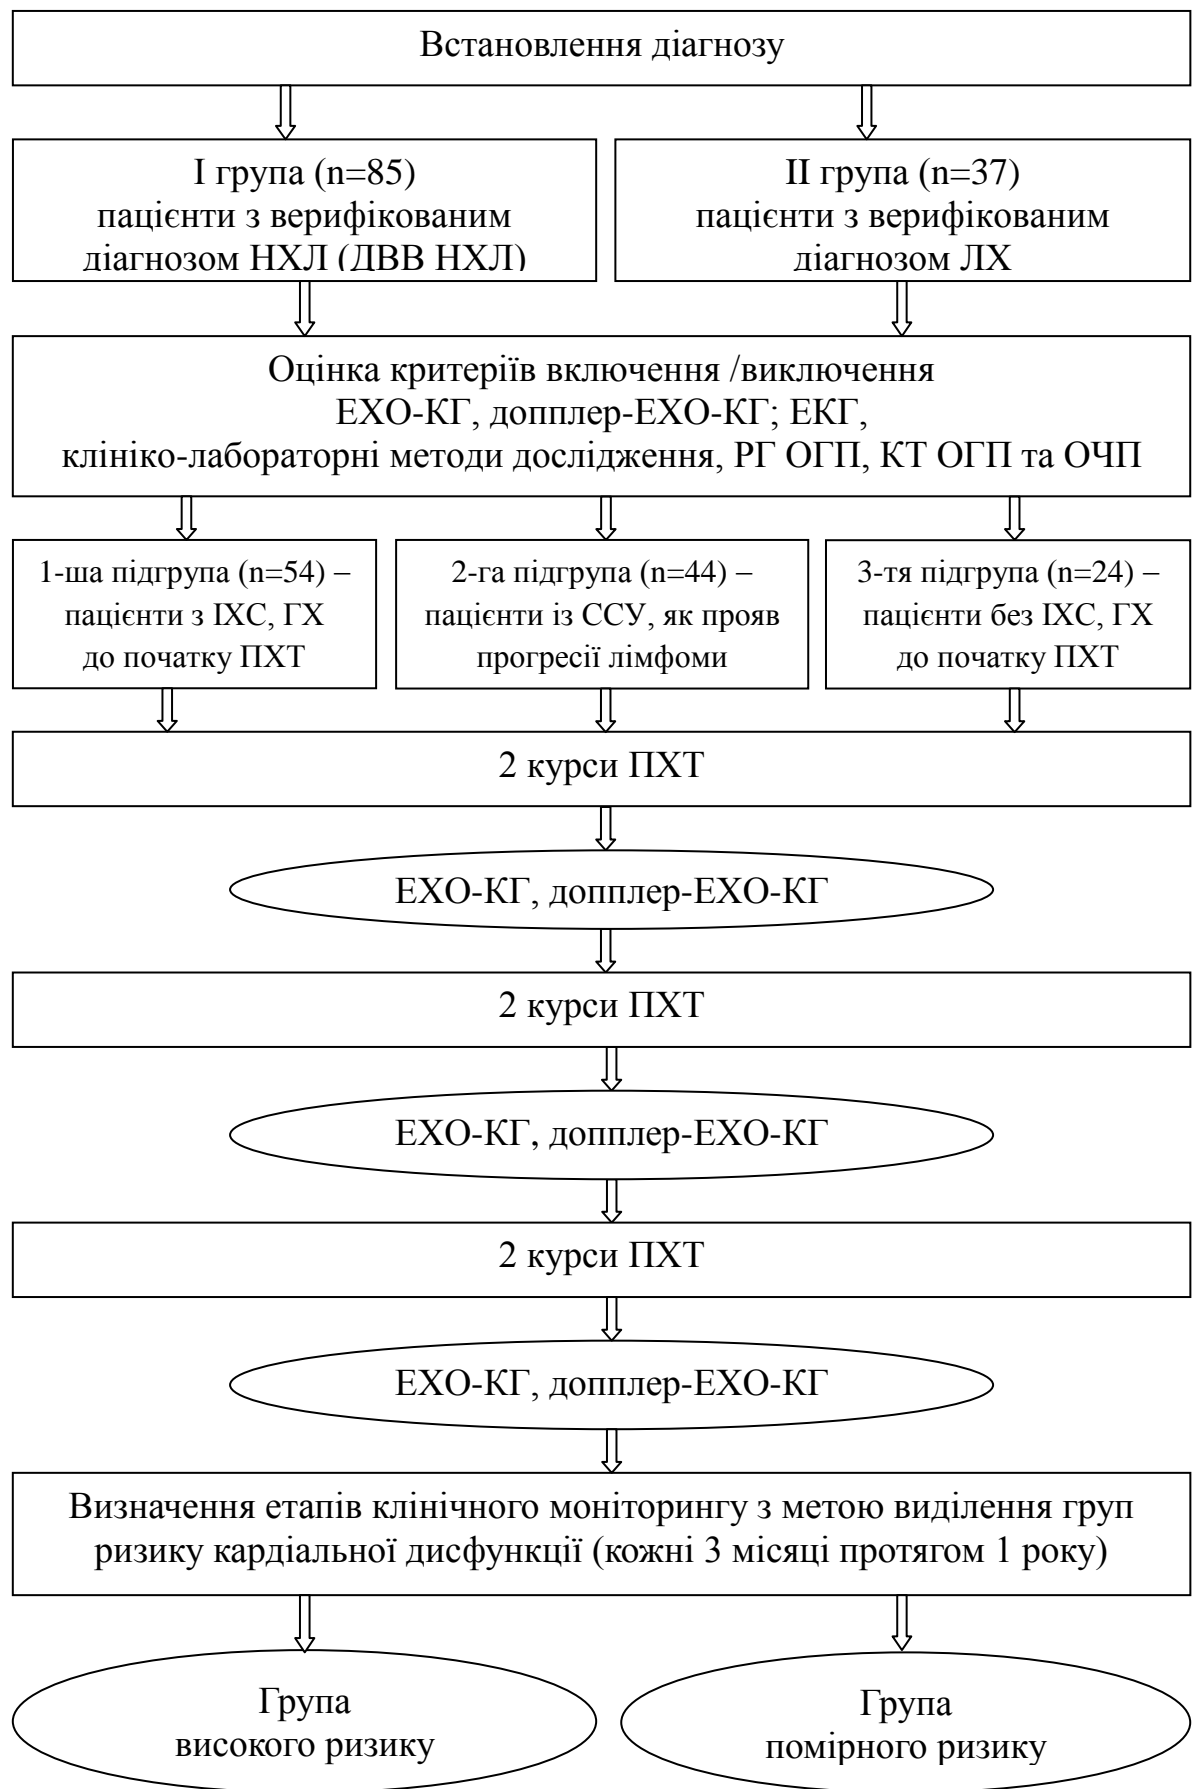 Встановлення діагнозу
І група (n=85)
пацієнти з верифікованим
діагнозом НХЛ (ДВВ НХЛ)
ІІ група (n=37)
пацієнти з верифікованим
діагнозом ЛХ
Оцінка критеріїв включення /виключення
ЕХО-КГ, допплер-ЕХО-КГ; ЕКГ,
клініко-лабораторні методи дослідження, РГ ОГП, КТ ОГП та ОЧП
1-ша підгрупа (n=54) –
пацієнти з ІХС, ГХ
до початку ПХТ
2-га підгрупа (n=44) –
пацієнти із ССУ, як прояв
прогресії лімфоми
3-тя підгрупа (n=24) –
пацієнти без ІХС, ГХ
до початку ПХТ
2 курси ПХТ
ЕХО-КГ, допплер-ЕХО-КГ
2 курси ПХТ
ЕХО-КГ, допплер-ЕХО-КГ
2 курси ПХТ
ЕХО-КГ, допплер-ЕХО-КГ
Визначення етапів клінічного моніторингу з метою виділення груп
ризику кардіальної дисфункції (кожні 3 місяці протягом 1 року)
Група
високого ризику
Група
помірного ризику